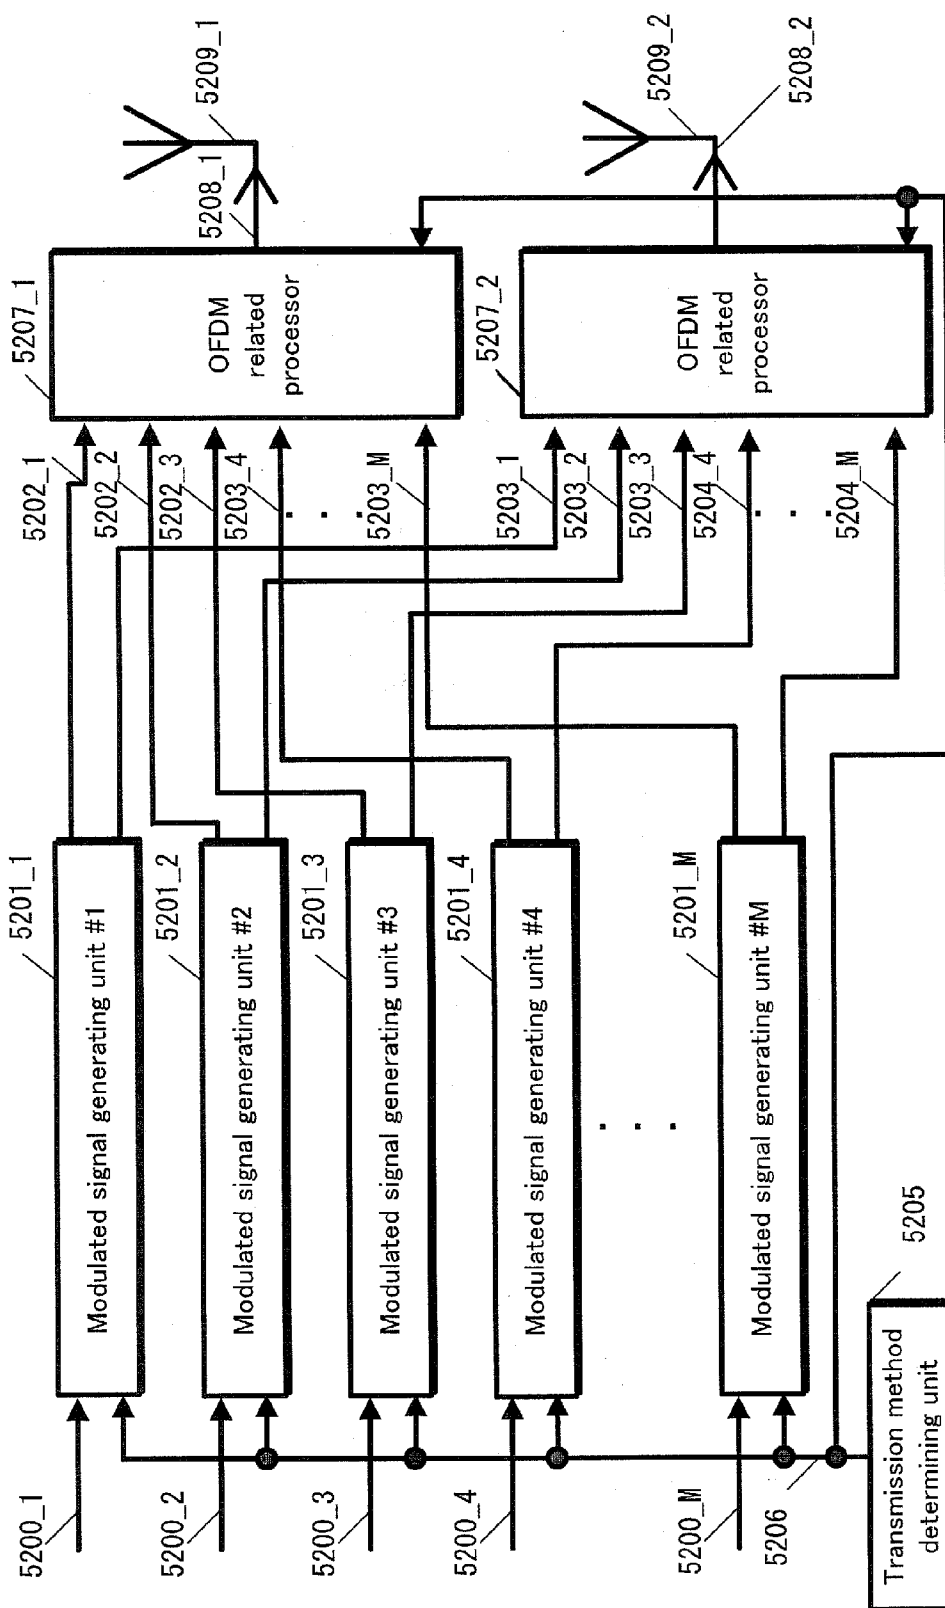 5200_1
5201_1
Modulated signal generating unit #1
5200_2
5201_2
Modulated signal generating unit #2
5200_3
5201_3
Modulated signal generating unit #3
5200_4
5201_4
Modulated signal generating unit #4
. . .
5200_M
5201_M
Modulated signal generating unit #M
5206
Transmission method
determining unit
5205
5202_1
5202_2
5202_3
5203_4
. . .
5203_M
5207_1
OFDM
related
processor
5208_1
5209_1
5203_1
5203_2
5203_3
5204_4
. . .
5204_M
5207_2
OFDM
related
processor
5209_2
5208_2